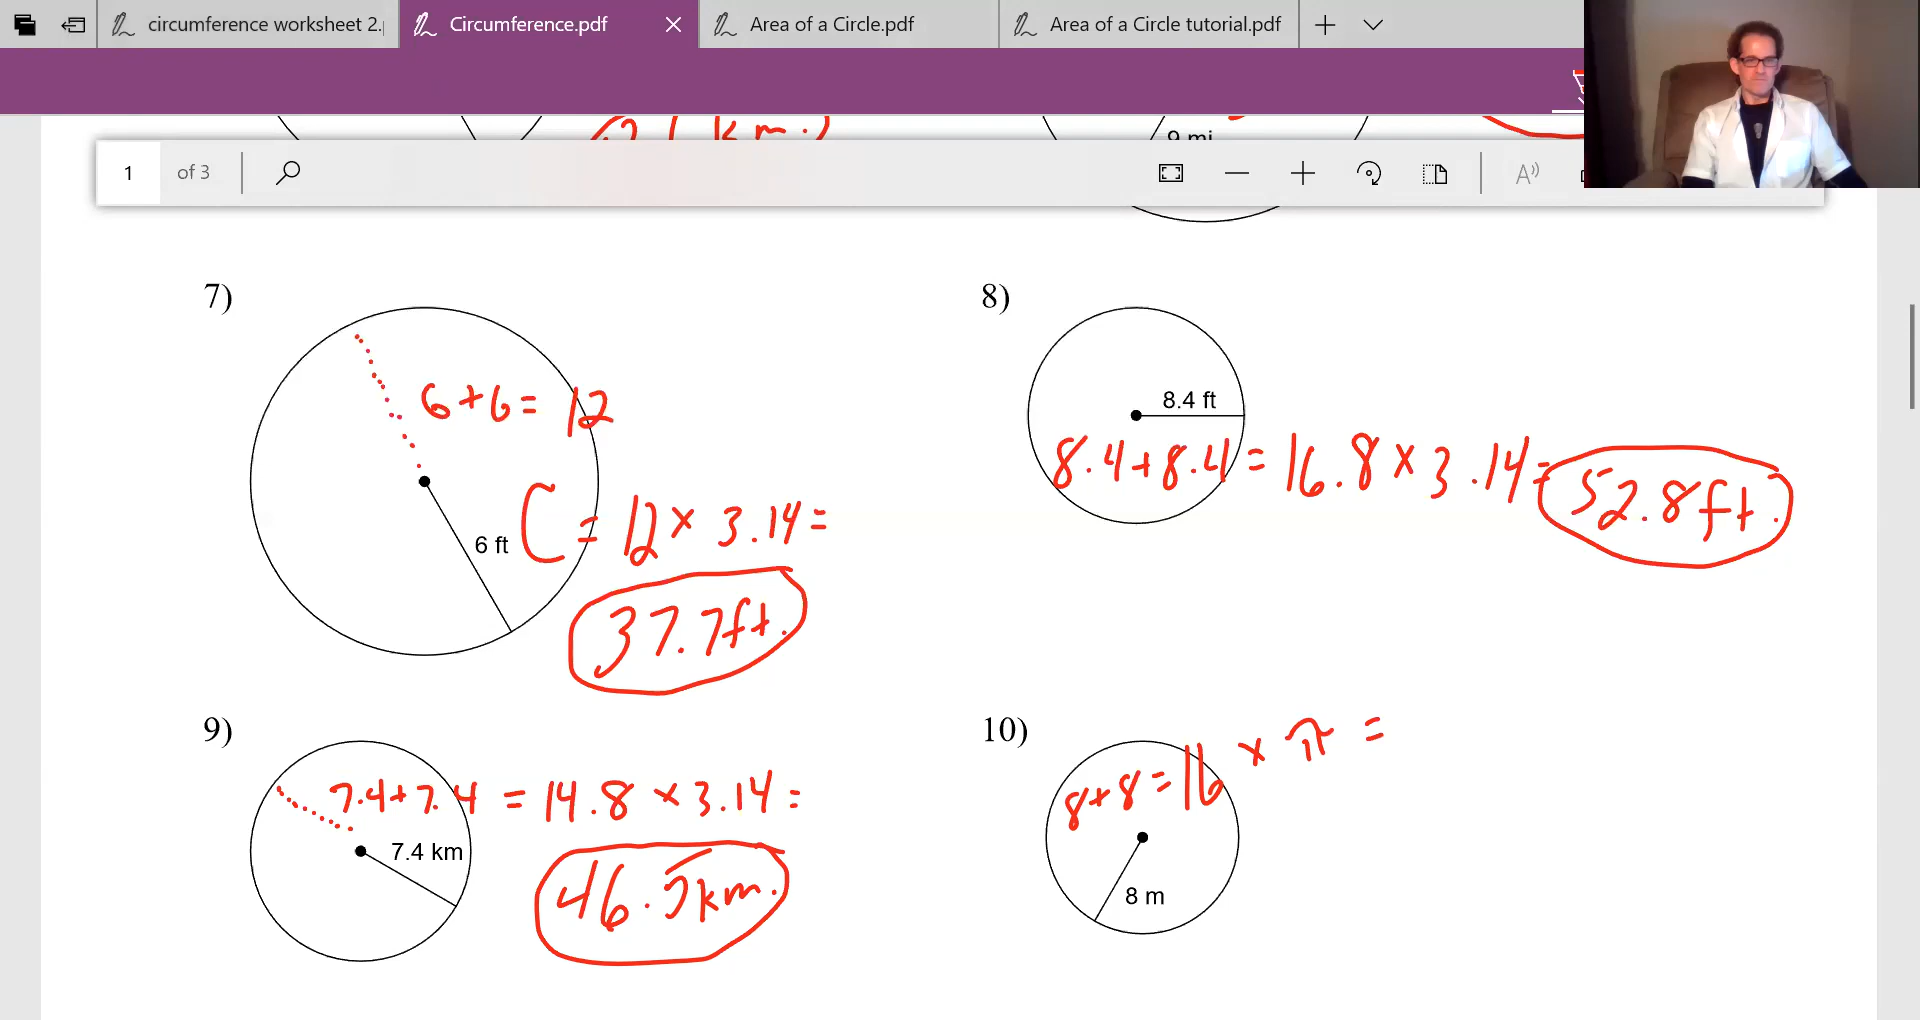 circumference worksheet 2.p
Circumference.pdf
Area of a Circle.pdf
Area of a Circle tutorial.pdf
km.)
9 mi
1 of 3
7)
6+6= 12
6 ft
C = 12 × 3.14 =
37.7ft.
8)
8.4 ft
8.4+8.4 = 16.8 × 3.14 = 52.8ft.
9)
7.4+7.4 = 14.8 × 3.14 =
7.4 km
46.5km.
10)
8+8=16 × π =
8 m